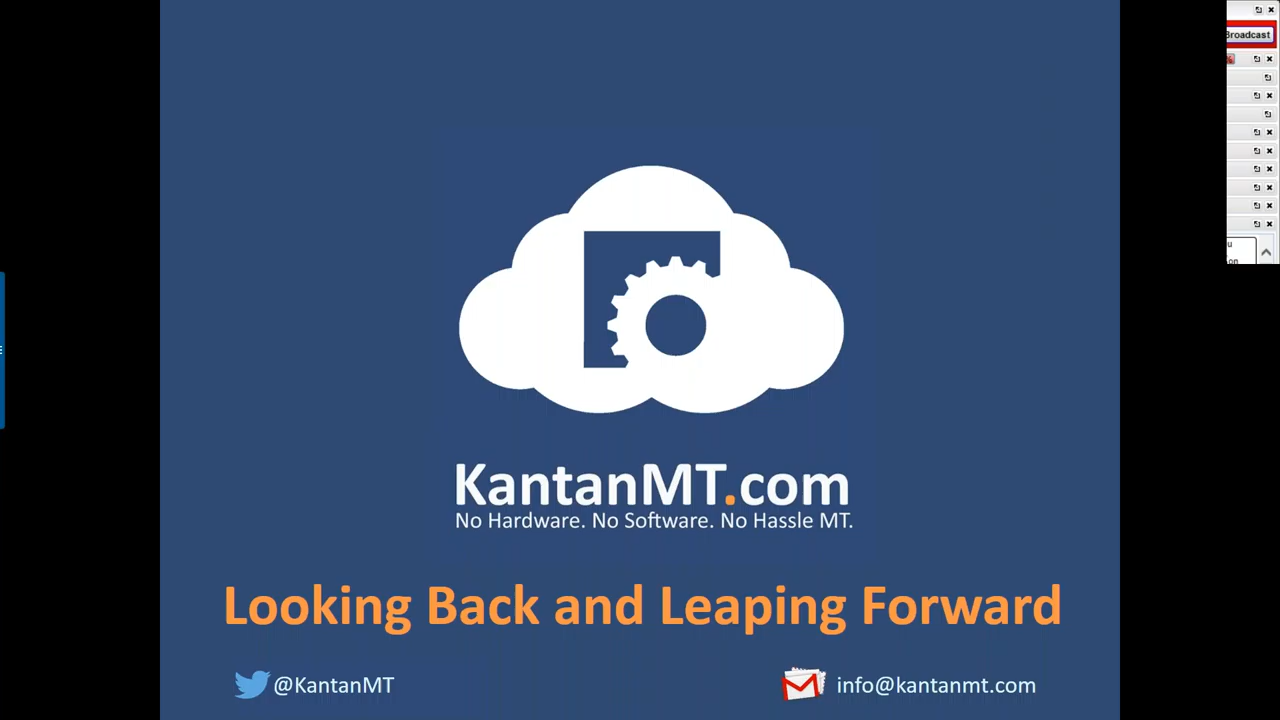 Broadcast
KantanMT.com
No Hardware. No Software. No Hassle MT.
Looking Back and Leaping Forward
@KantanMT
info@kantanmt.com